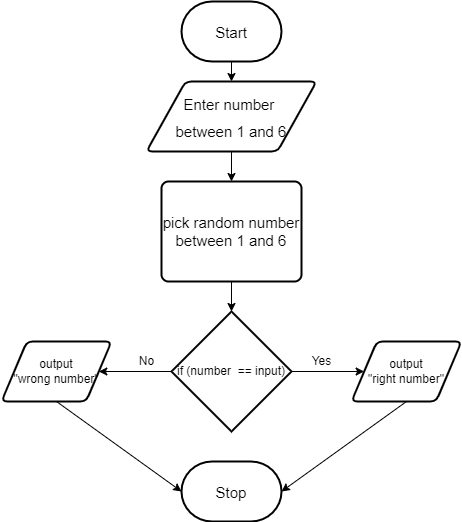 Start
Enter number
between 1 and 6
pick random number
between 1 and 6
if (number == input)
No
Yes
output
"wrong number"
output
"right number"
Stop